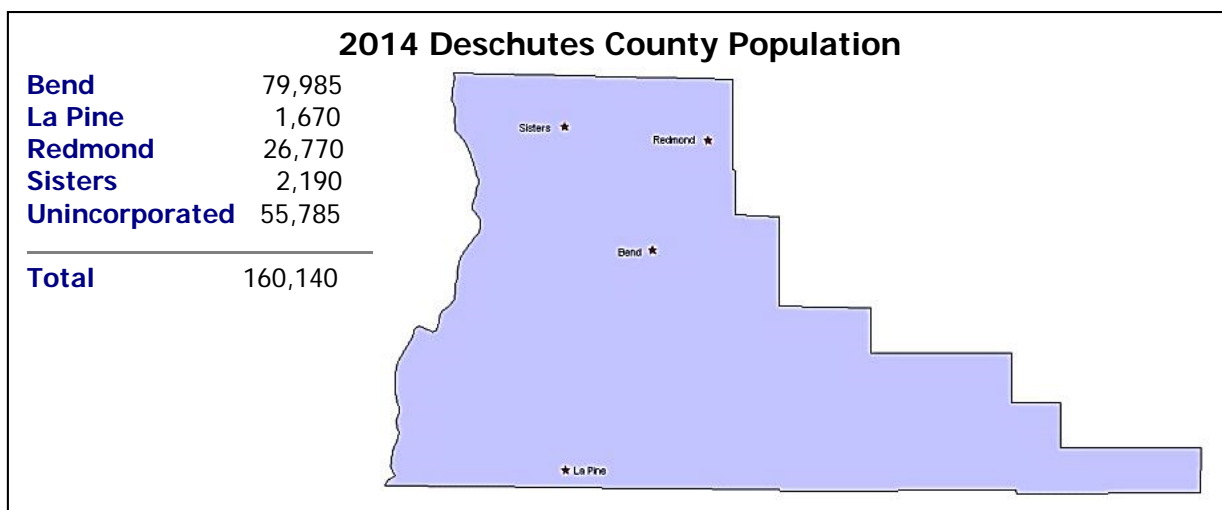 2014 Deschutes County Population
Bend 79,985
La Pine 1,670
Redmond 26,770
Sisters 2,190
Unincorporated 55,785
Total 160,140
Sisters
Redmond
Bend
La Pine